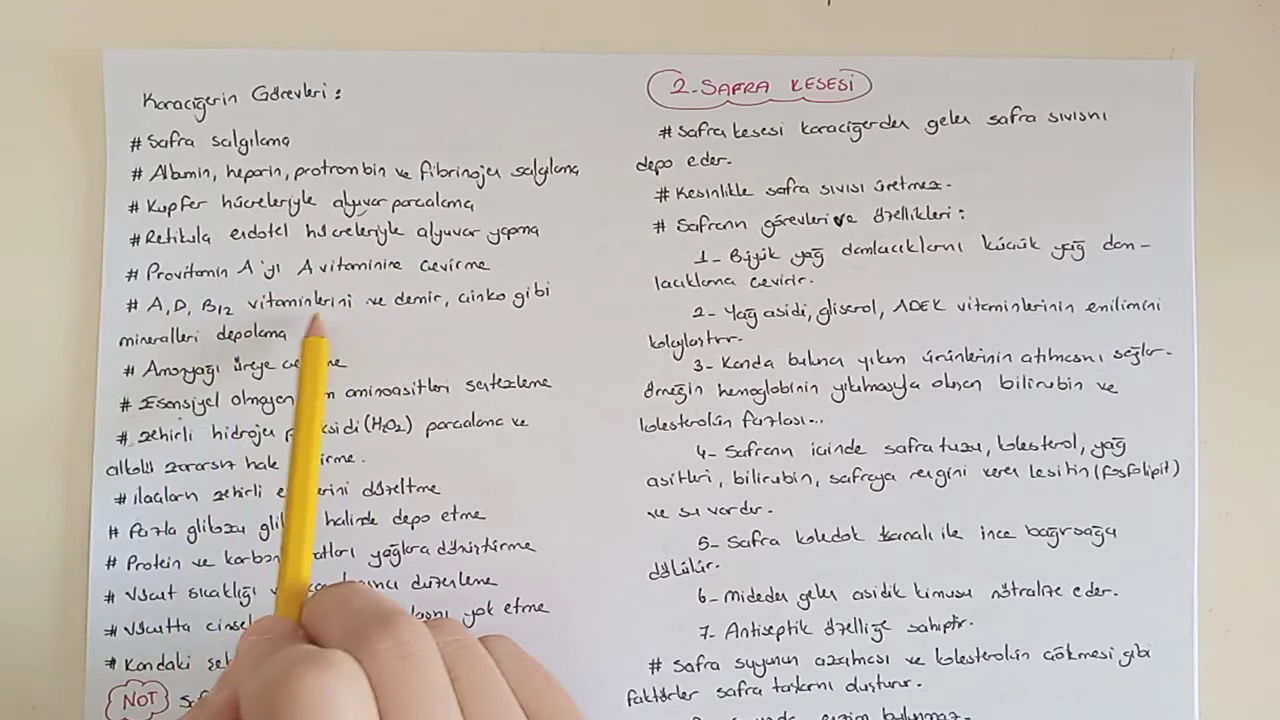 Karaciğerin Görevleri :
# Safra salgılama
# Albumin, heparin, protrombin ve fibrinojen salgılama
# Kupfer hücreleriyle alyuvar parçalama
# Retikula endotel hücreleriyle alyuvar yapma
# Provitamin A'yı A vitaminine çevirme
# A, D, B12 vitaminlerini ve demir, çinko gibi
mineralleri depolama
# Amonyağı üreye
# Esansiyel olmayan aminoasitleri sentezleme
# Zehirli hidrojen (H2O2) parçalama ve
alkolü zararsız hale
# ilaçların zehirli düzeltme
# Fazla glikozu halinde depo etme
# Protein ve yağlara dönüştürme
# Vücut sıcaklığı düzenleme
# Vücutta yok etme
# Kandaki
NOT
2-SAFRA KESESİ
# Safra kesesi karaciğerden gelen safra sıvısını
depo eder.
# Kesinlikle safra sıvısı üretmez.
# Safranın görevleri ve özellikleri :
1- Büyük yağ damlacıklarını küçük yağ dam-
lacıklarına çevirir.
2- Yağ asidi, gliserol, ADEK vitaminlerinin emilimini
kolaylaştırır.
3- Kanda bulunan yıkım ürünlerinin atılmasını sağlar.
örneğin hemoglobinin yıkılmasıyla oluşan bilirubin ve
kolesterolün fazlası...
4- Safranın içinde safra tuzu, kolesterol, yağ
asitleri, bilirubin, safraya rengini veren lesitin (fosfolipit)
ve su vardır.
5- Safra koledok kanalı ile ince bağırsağa
dökülür.
6- mideden gelen asidik kimusu nötralize eder.
7- Antiseptik özelliğe sahiptir.
# Safra suyunun azalması ve kolesterolün çökmesi gibi
faktörler safra taşlarını oluşturur.
enzim bulunmaz.